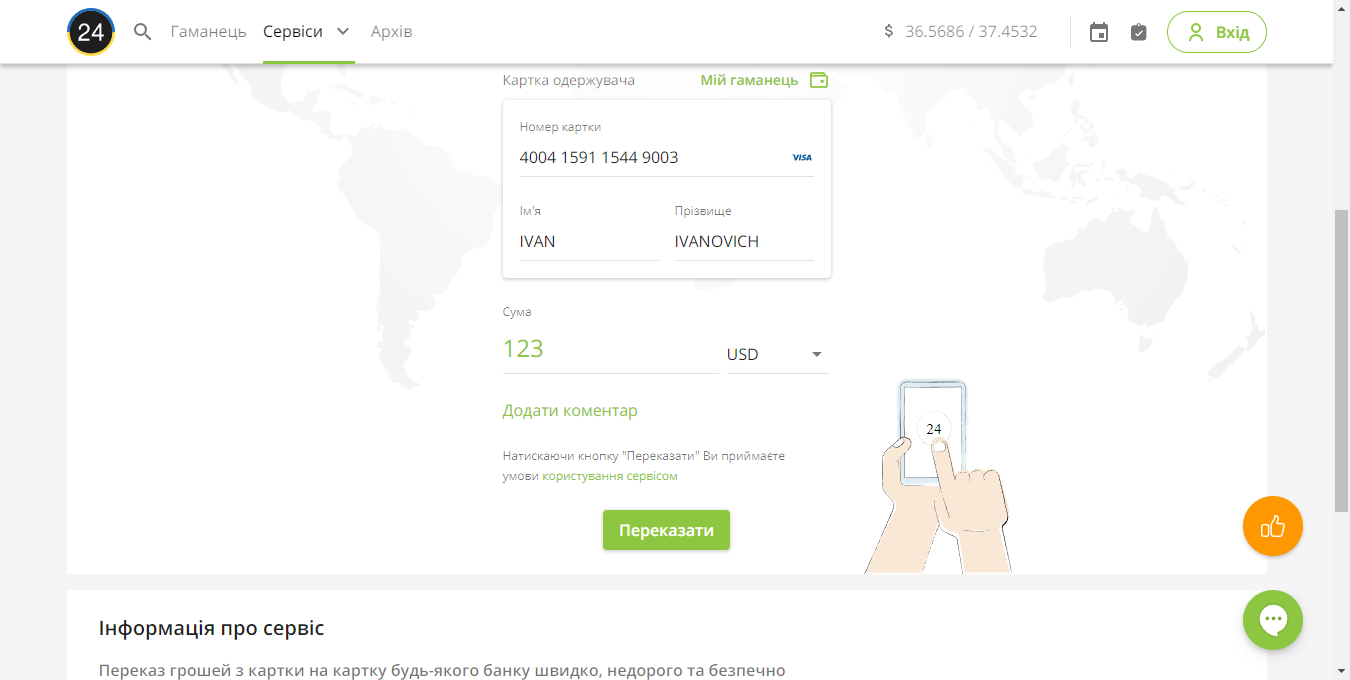 24 Гаманець Сервіси Архів $ 36.5686 / 37.4532 Вхід
Картка одержувача Мій гаманець
Номер картки
4004 1591 1544 9003 VISA
Ім'я Прізвище
IVAN IVANOVICH
Сума
123 USD
Додати коментар
24
Натискаючи кнопку "Переказати" Ви приймаєте
умови користування сервісом
Переказати
Інформація про сервіс
Переказ грошей з картки на картку будь-якого банку швидко, недорого та безпечно